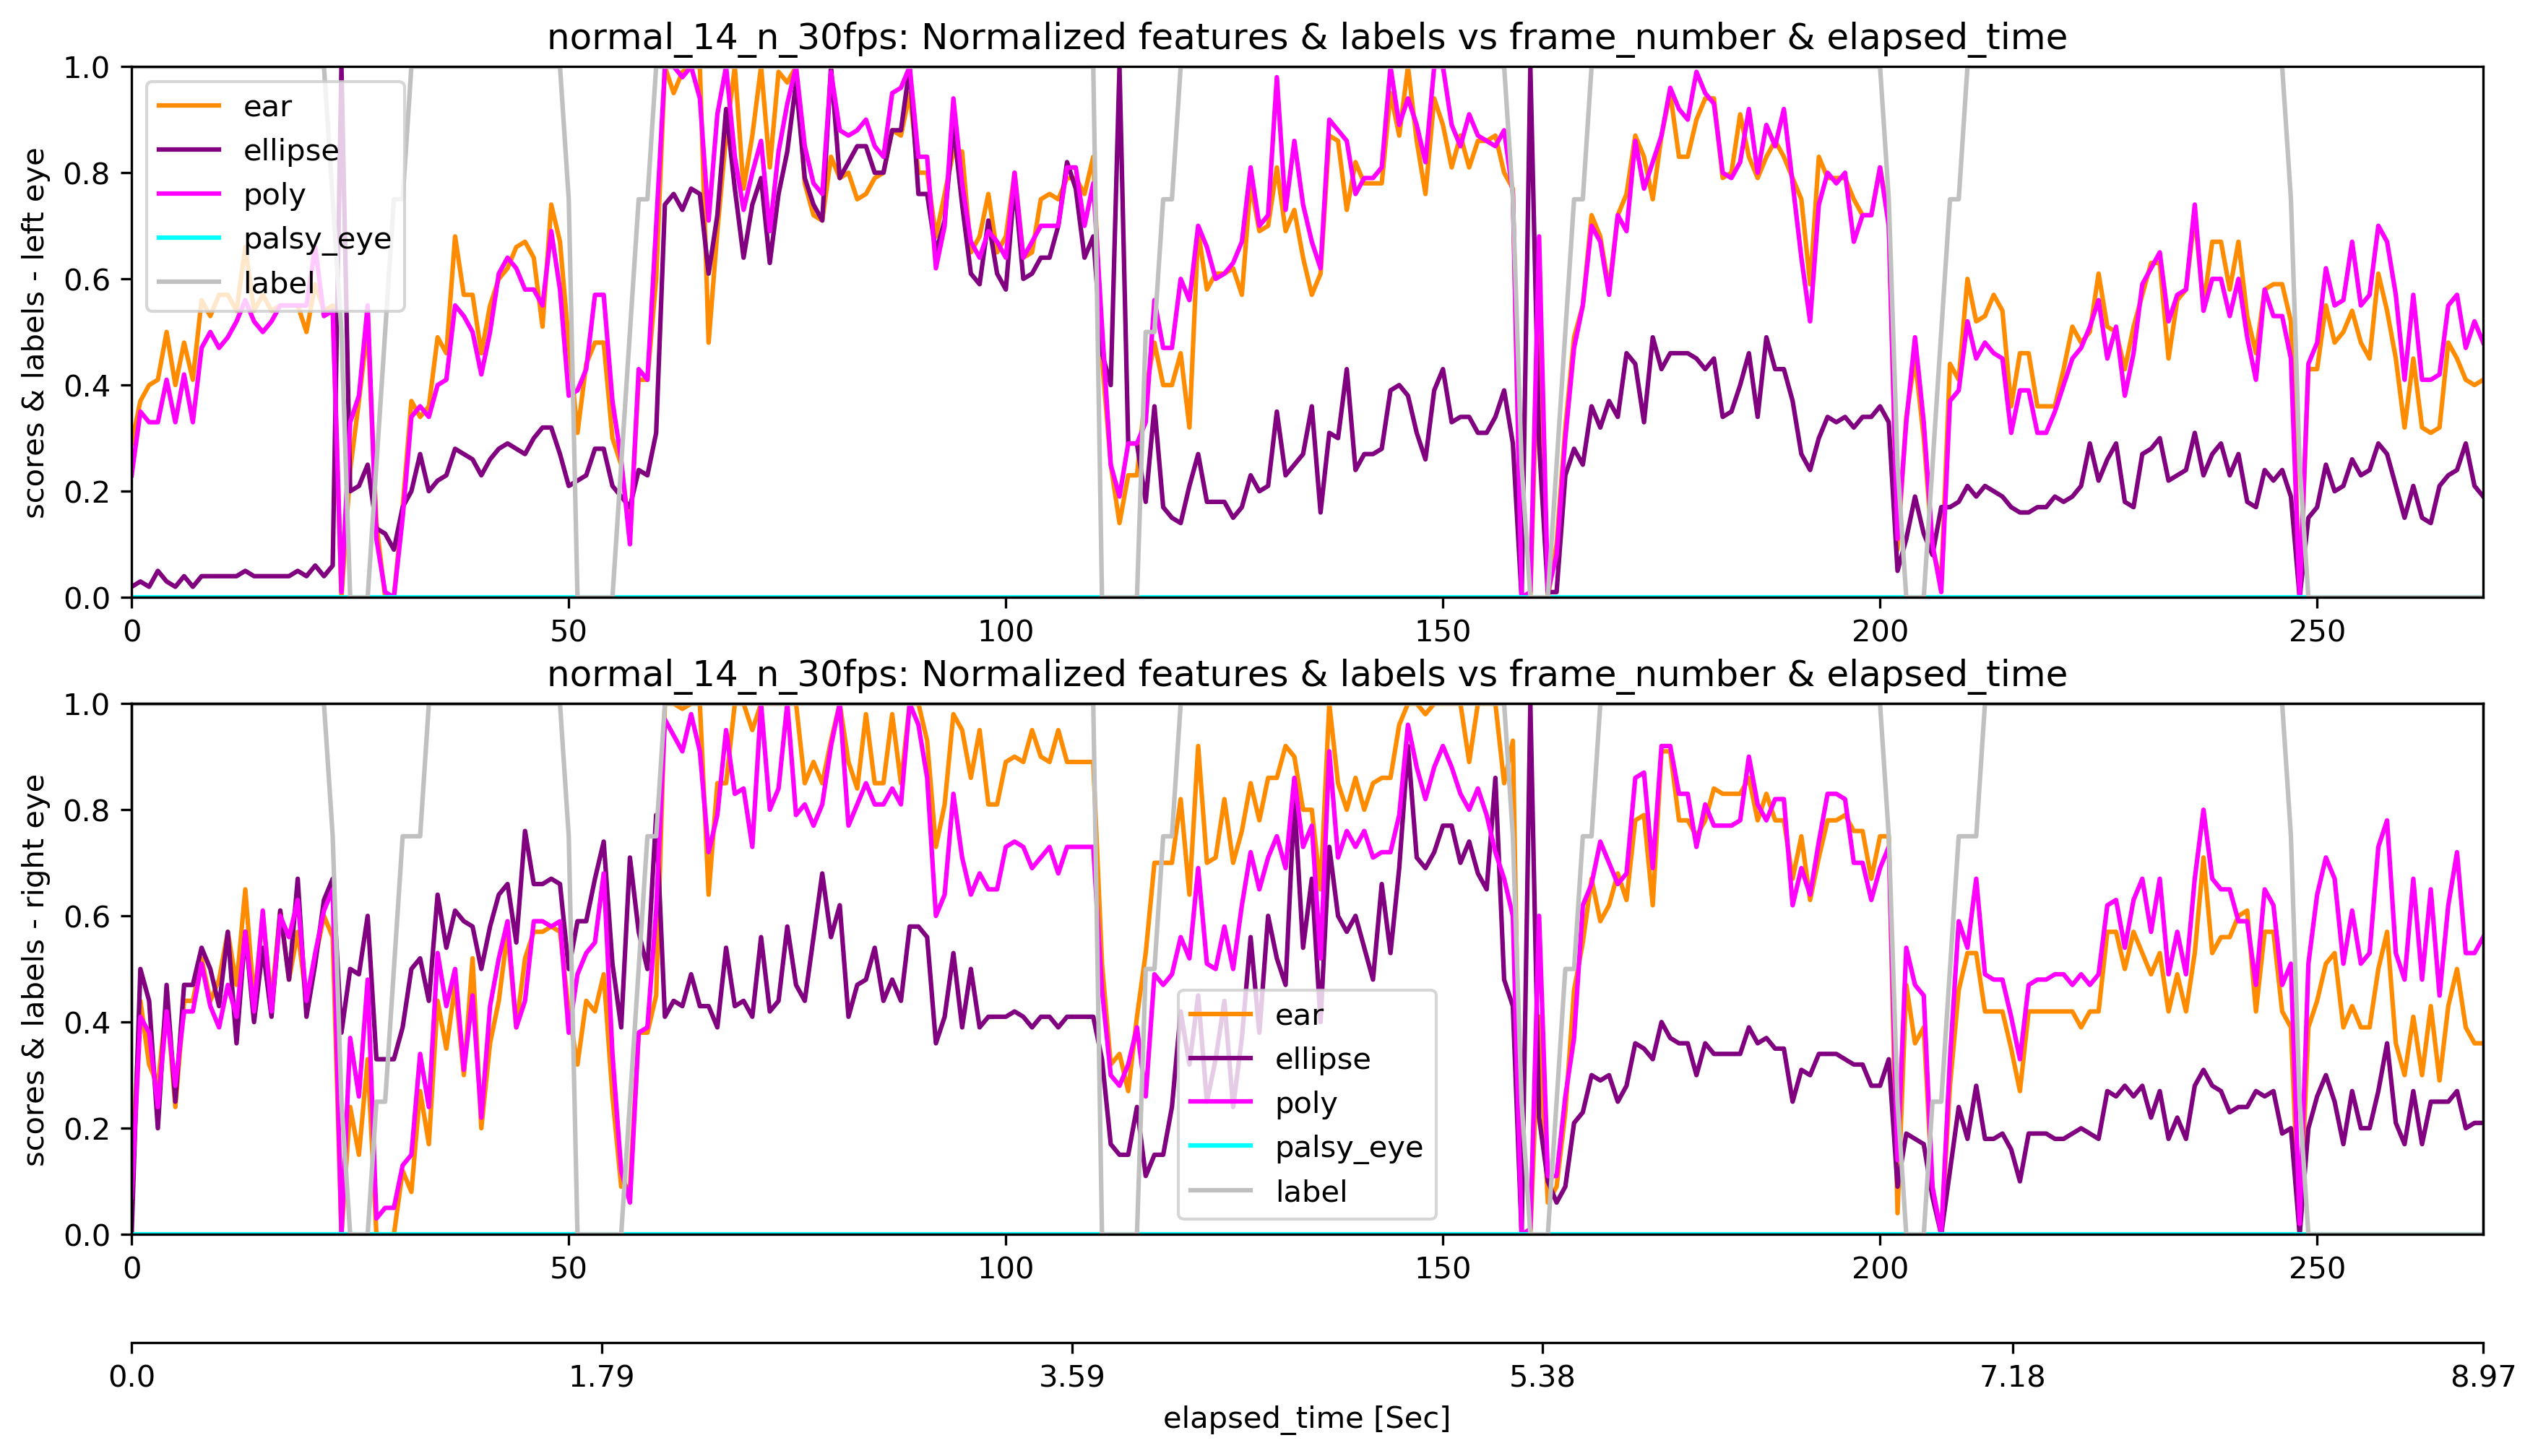 normal_14_n_30fps: Normalized features & labels vs frame_number & elapsed_time
scores & labels - left eye
1.0
0.8
0.6
0.4
0.2
0.0
ear
ellipse
poly
palsy_eye
label
0 50 100 150 200 250
normal_14_n_30fps: Normalized features & labels vs frame_number & elapsed_time
scores & labels - right eye
1.0
0.8
0.6
0.4
0.2
0.0
ear
ellipse
poly
palsy_eye
label
0 50 100 150 200 250
0.0 1.79 3.59 5.38 7.18 8.97
elapsed_time [Sec]